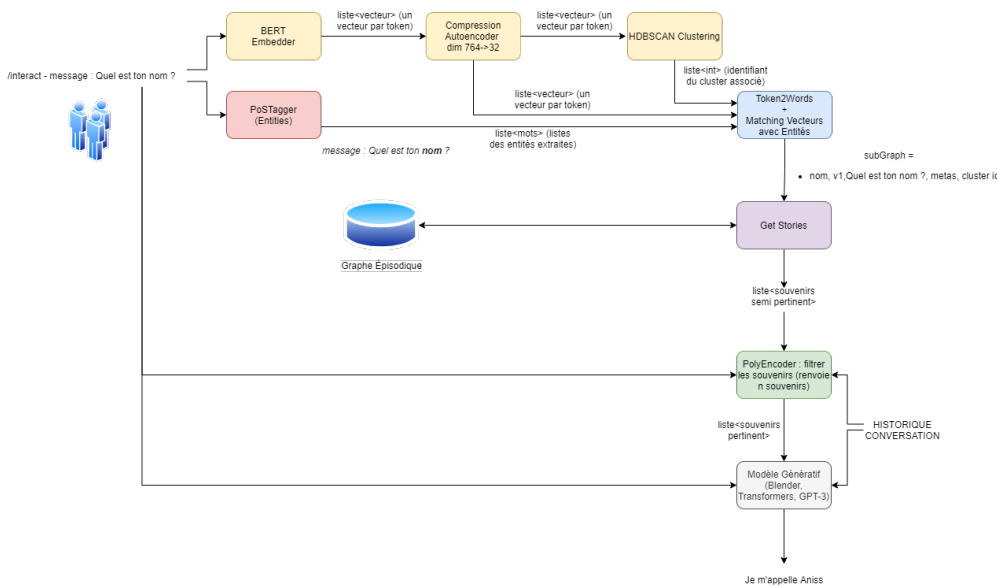 BERT
Embedder
liste<vecteur> (un
vecteur par token)
Compression
Autoencoder
dim 764->32
liste<vecteur> (un
vecteur par token)
HDBSCAN Clustering
/interact - message : Quel est ton nom ?
liste<int> (identifiant
du cluster associé)
PoSTagger
(Entities)
liste<vecteur> (un
vecteur par token)
Token2Words
+
Matching Vecteurs
avec Entités
liste<mots> (listes
des entités extraites)
message : Quel est ton nom ?
subGraph =
• nom, v1,Quel est ton nom ?, metas, cluster ic
Get Stories
Graphe Épisodique
liste<souvenirs
semi pertinent>
PolyEncoder : filtrer
les souvenirs (renvoie
n souvenirs)
liste<souvenirs
pertinent>
HISTORIQUE
CONVERSATION
Modèle Génératif
(Blender,
Transformers, GPT-3)
Je m'appelle Aniss